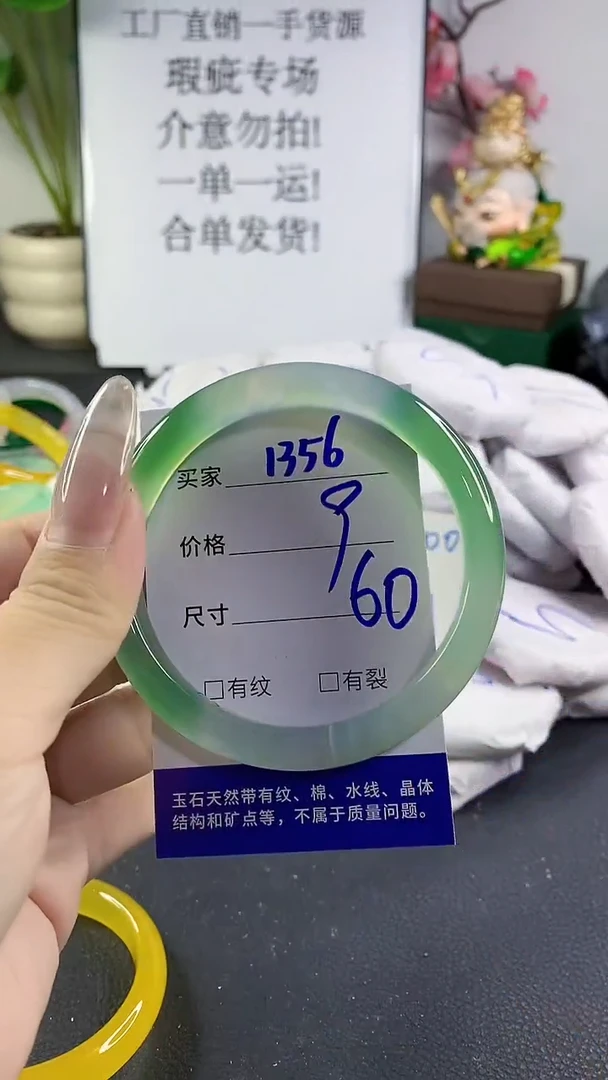 工厂直销一手货源
瑕疵专场
介意勿拍!
一单一运!
合单发货!
买家 1356
价格 9
尺寸 60
□有纹 □有裂
玉石天然带有纹、棉、水线、晶体
结构和矿点等，不属于质量问题。